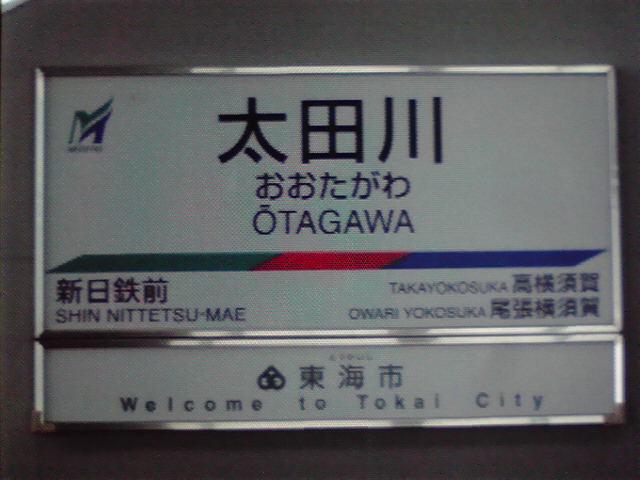 太田川
おおたがわ
ŌTAGAWA
新日鉄前
SHIN NITTETSU-MAE
TAKAYOKOSUKA 高横須賀
OWARI YOKOSUKA 尾張横須賀
東海市
Welcome to Tokai City